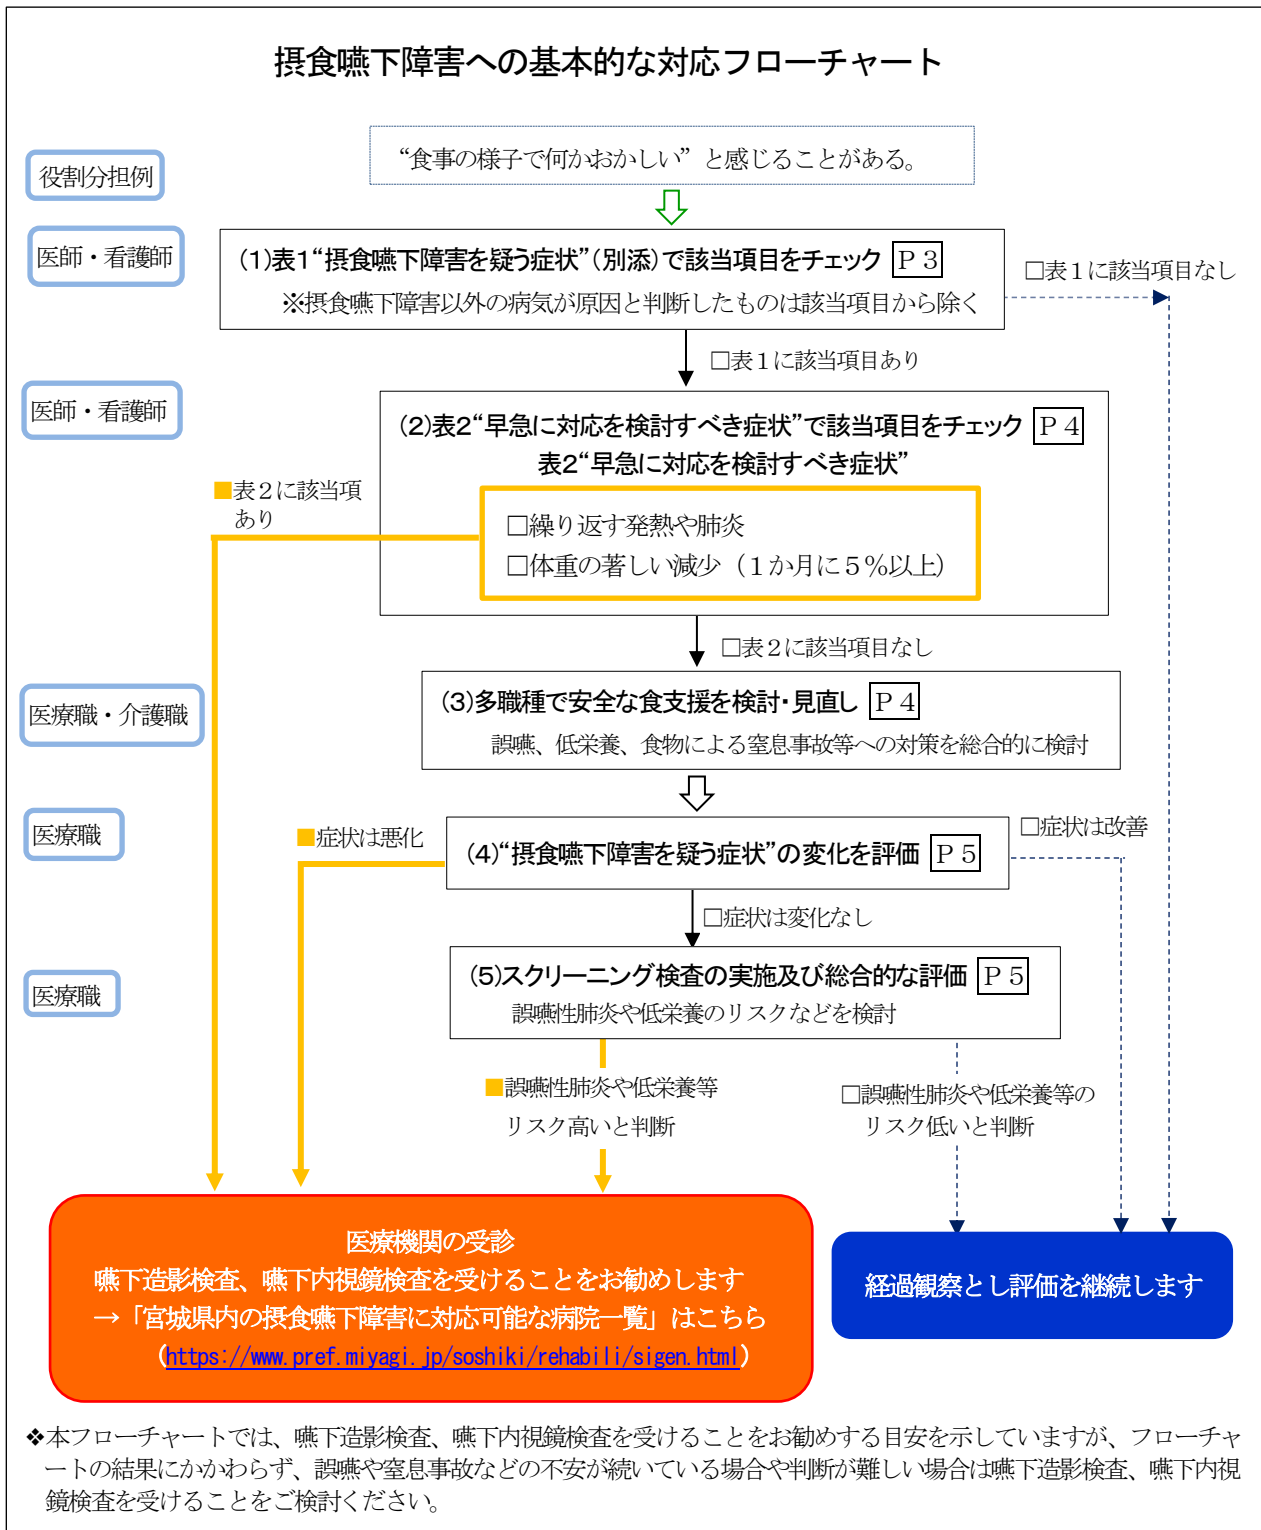 摂食嚥下障害への基本的な対応フローチャート
役割分担例
“食事の様子で何かおかしい”と感じることがある。
医師・看護師
(1)表1“摂食嚥下障害を疑う症状”(別添)で該当項目をチェック P3
※摂食嚥下障害以外の病気が原因と判断したものは該当項目から除く
□表1に該当項目なし
□表1に該当項目あり
医師・看護師
(2)表2“早急に対応を検討すべき症状”で該当項目をチェック P4
表2“早急に対応を検討すべき症状”
■表2に該当項
あり
□繰り返す発熱や肺炎
□体重の著しい減少（1か月に5％以上）
□表2に該当項目なし
医療職・介護職
(3)多職種で安全な食支援を検討・見直し P4
誤嚥、低栄養、食物による窒息事故等への対策を総合的に検討
医療職
■症状は悪化
(4)“摂食嚥下障害を疑う症状”の変化を評価 P5
□症状は改善
□症状は変化なし
医療職
(5)スクリーニング検査の実施及び総合的な評価 P5
誤嚥性肺炎や低栄養のリスクなどを検討
■誤嚥性肺炎や低栄養等
リスク高いと判断
□誤嚥性肺炎や低栄養等の
リスク低いと判断
医療機関の受診
嚥下造影検査、嚥下内視鏡検査を受けることをお勧めします
→「宮城県内の摂食嚥下障害に対応可能な病院一覧」はこちら
(https://www.pref.miyagi.jp/soshiki/rehabili/sigen.html)
経過観察とし評価を継続します
❖本フローチャートでは、嚥下造影検査、嚥下内視鏡検査を受けることをお勧めする目安を示していますが、フローチャ
ートの結果にかかわらず、誤嚥や窒息事故などの不安が続いている場合や判断が難しい場合は嚥下造影検査、嚥下内視
鏡検査を受けることをご検討ください。